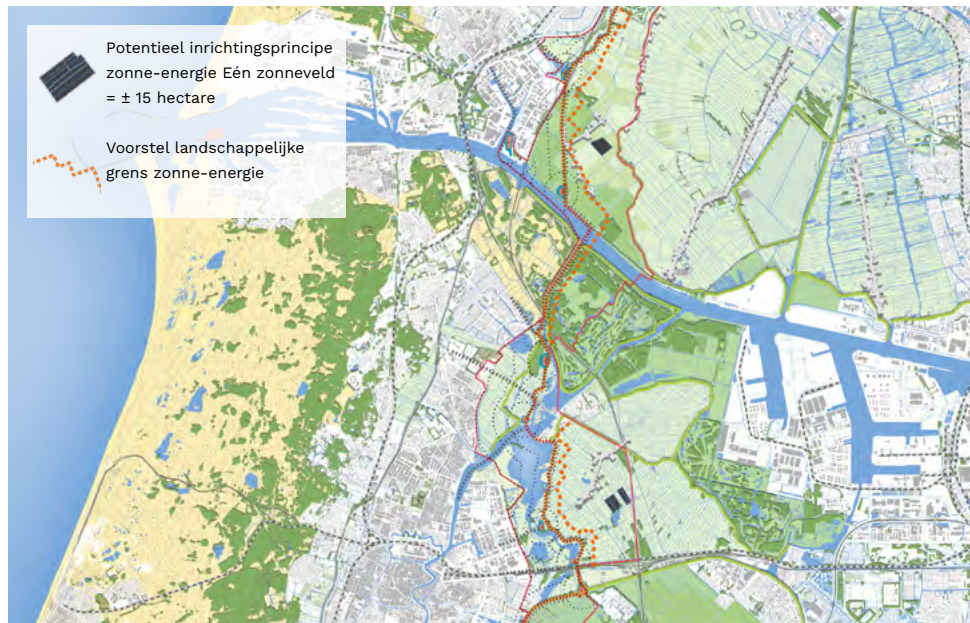 Potentieel inrichtingsprincipe
zonne-energie Eén zonneveld
= ± 15 hectare
Voorstel landschappelijke
grens zonne-energie